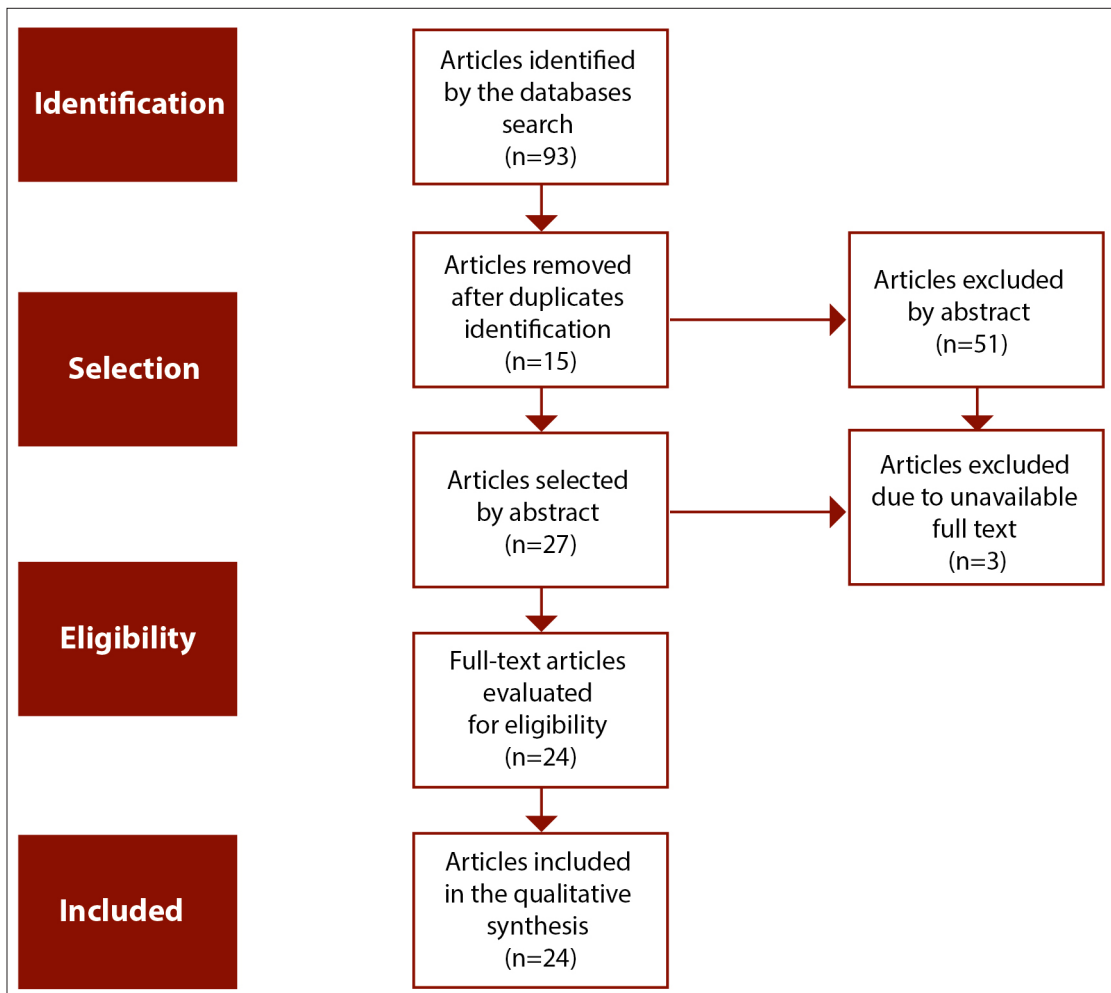 Identification
Articles identified
by the databases
search
(n=93)
Selection
Articles removed
after duplicates
identification
(n=15)
Articles excluded
by abstract
(n=51)
Articles selected
by abstract
(n=27)
Articles excluded
due to unavailable
full text
(n=3)
Eligibility
Full-text articles
evaluated
for eligibility
(n=24)
Included
Articles included
in the qualitative
synthesis
(n=24)